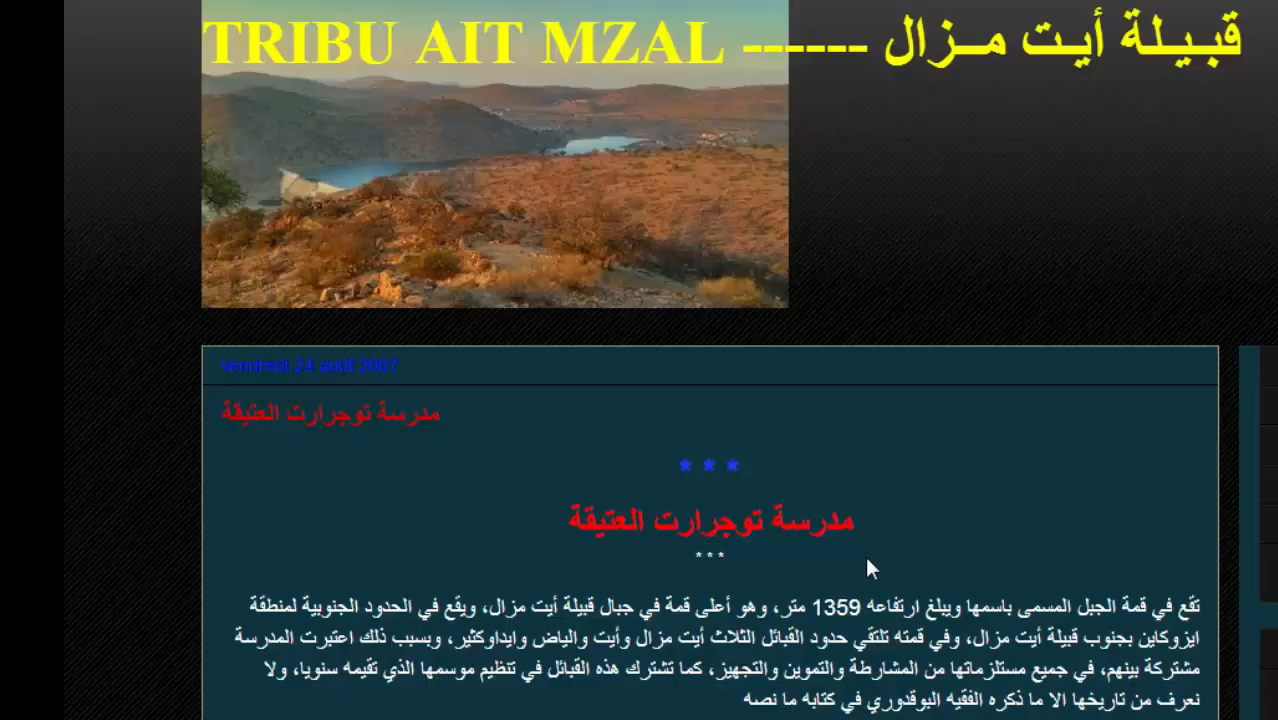 TRIBU AIT MZAL ------ قبـيـلة أيـت مـزال
vendredi 24 août 2007
مدرسة توجرارت العتيقة
* * *
مدرسة توجرارت العتيقة
* * *
تقع في قمة الجبل المسمى باسمها ويبلغ ارتفاعه 1359 متر، وهو أعلى قمة في جبال قبيلة أيت مزال، ويقع في الحدود الجنوبية لمنطقة
ايزوكاين بجنوب قبيلة أيت مزال، وفي قمته تلتقي حدود القبائل الثلاث أيت مزال وأيت والياض وايداوكثير، وبسبب ذلك اعتبرت المدرسة
مشتركة بينهم، في جميع مستلزماتها من المشارطة والتموين والتجهيز، كما تشترك هذه القبائل في تنظيم موسمها الذي تقيمه سنويا، ولا
نعرف من تاريخها الا ما ذكره الفقيه البوقدوري في كتابه ما نصه